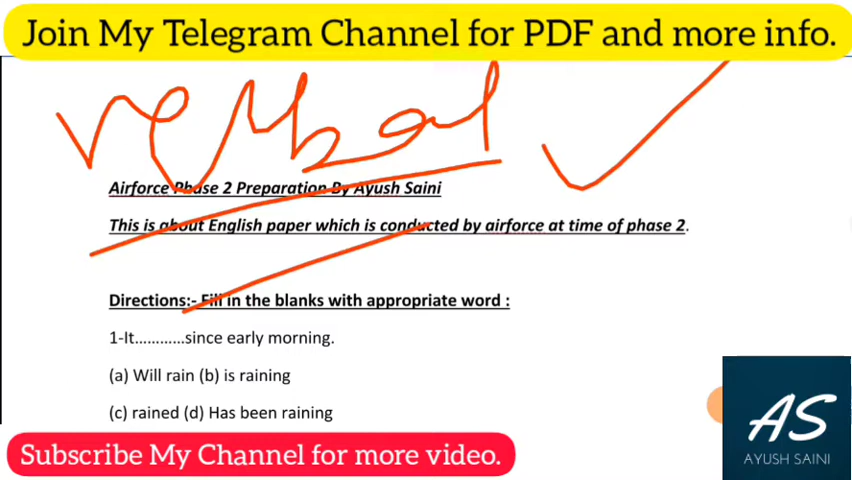 Join My Telegram Channel for PDF and more info.
verbal
Airforce Phase 2 Preparation By Ayush Saini
This is about English paper which is conducted by airforce at time of phase 2.
Directions:- Fill in the blanks with appropriate word :
1-It............since early morning.
(a) Will rain (b) is raining
(c) rained (d) Has been raining
AS
AYUSH SAINI
Subscribe My Channel for more video.